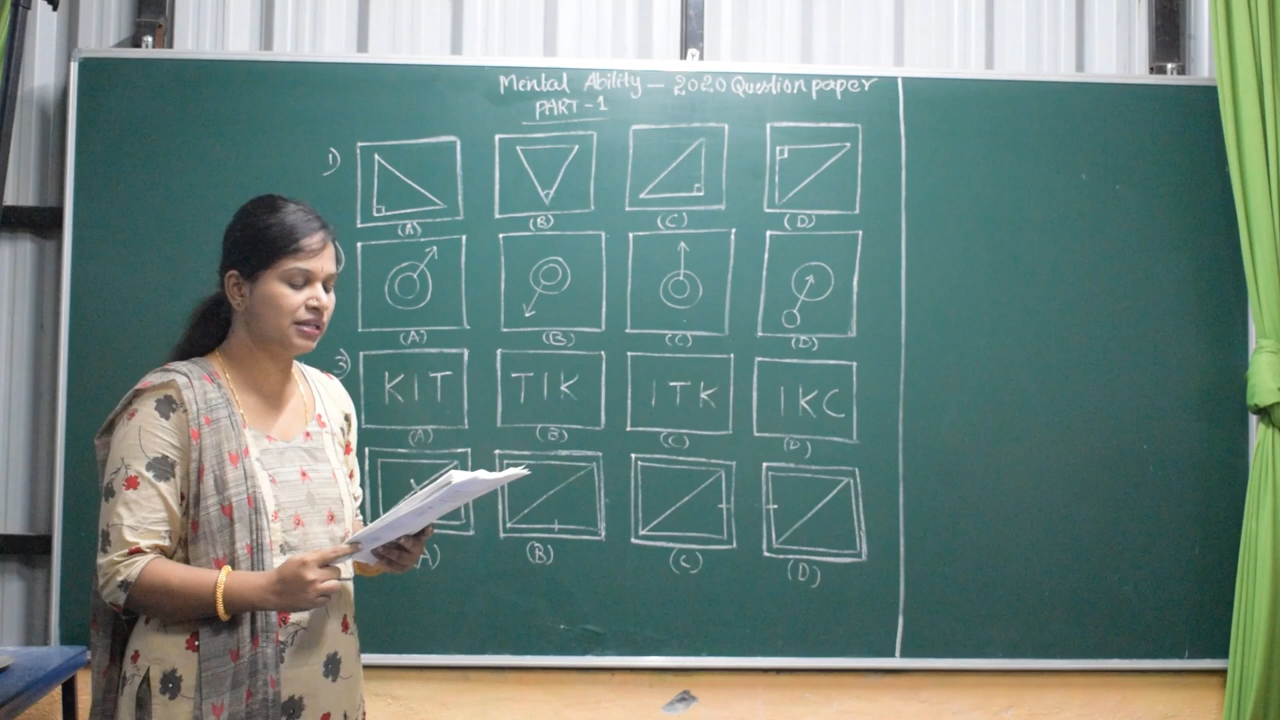 Mental Ability — 2020 Question paper
PART-1
1)
(A) (B) (C) (D)
(A) (B) (C) (D)
3) KIT TIK ITK IKC
(A) (B) (C) (D)
A) (B) (C) (D)